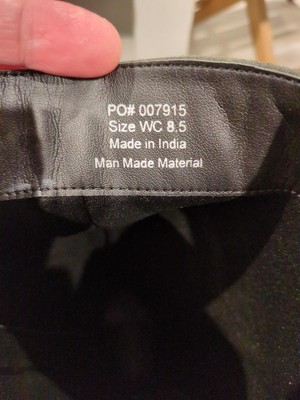 PO# 007915
Size WC 8.5
Made in India
Man Made Material